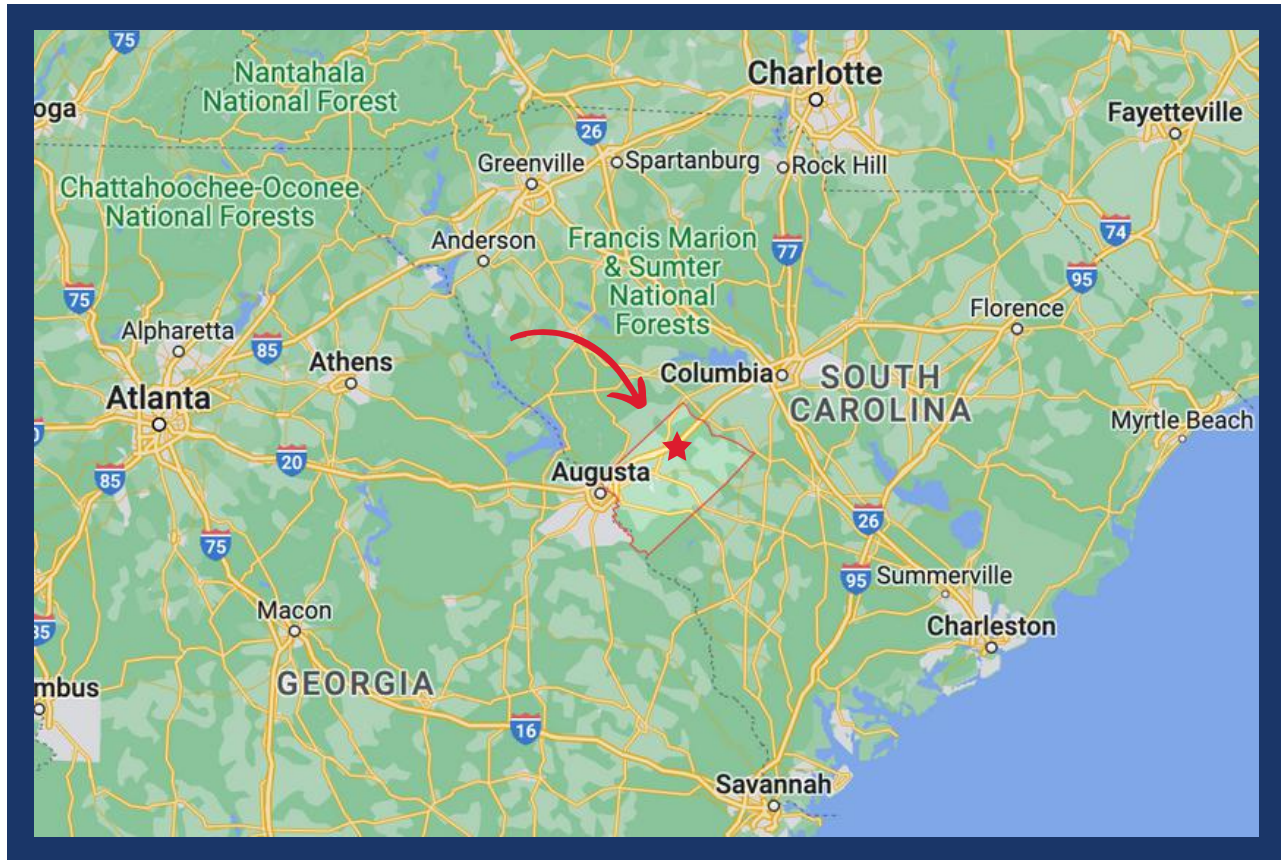 75
Nantahala
National Forest
Charlotte
oga
Fayetteville
26
Greenville
Spartanburg
Rock Hill
Chattahoochee-Oconee
National Forests
Anderson
Francis Marion
& Sumter
National
Forests
77
74
95
75
Florence
Alpharetta
85
Athens
Columbia
SOUTH
CAROLINA
Atlanta
Myrtle Beach
20
85
Augusta
26
75
95
Summerville
Macon
85
Charleston
mbus
GEORGIA
16
Savannah